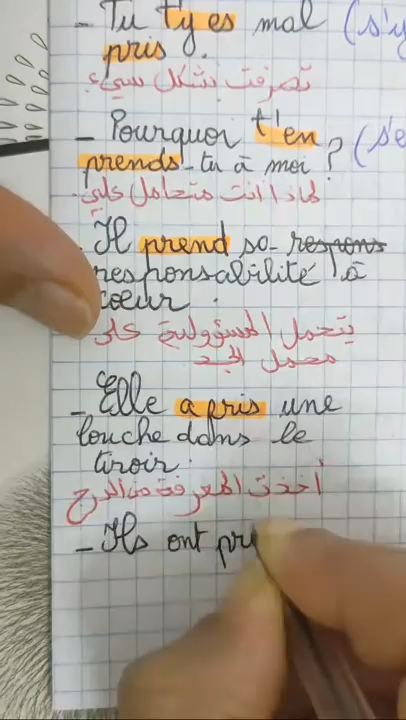 - Tu t'y es mal (s'y
pris.
تصرفت بشكل سيء
- Pourquoi t'en (s'e
prends-tu à moi ?
لماذا انت متحامل علي
Il prend sa respons
responsabilité à
coeur.
يتحمل المسؤولية على
محمل الجد
- Elle a pris une
louche dans le
tiroir.
أخذت المغرفة من الدرج
- Ils ont pr